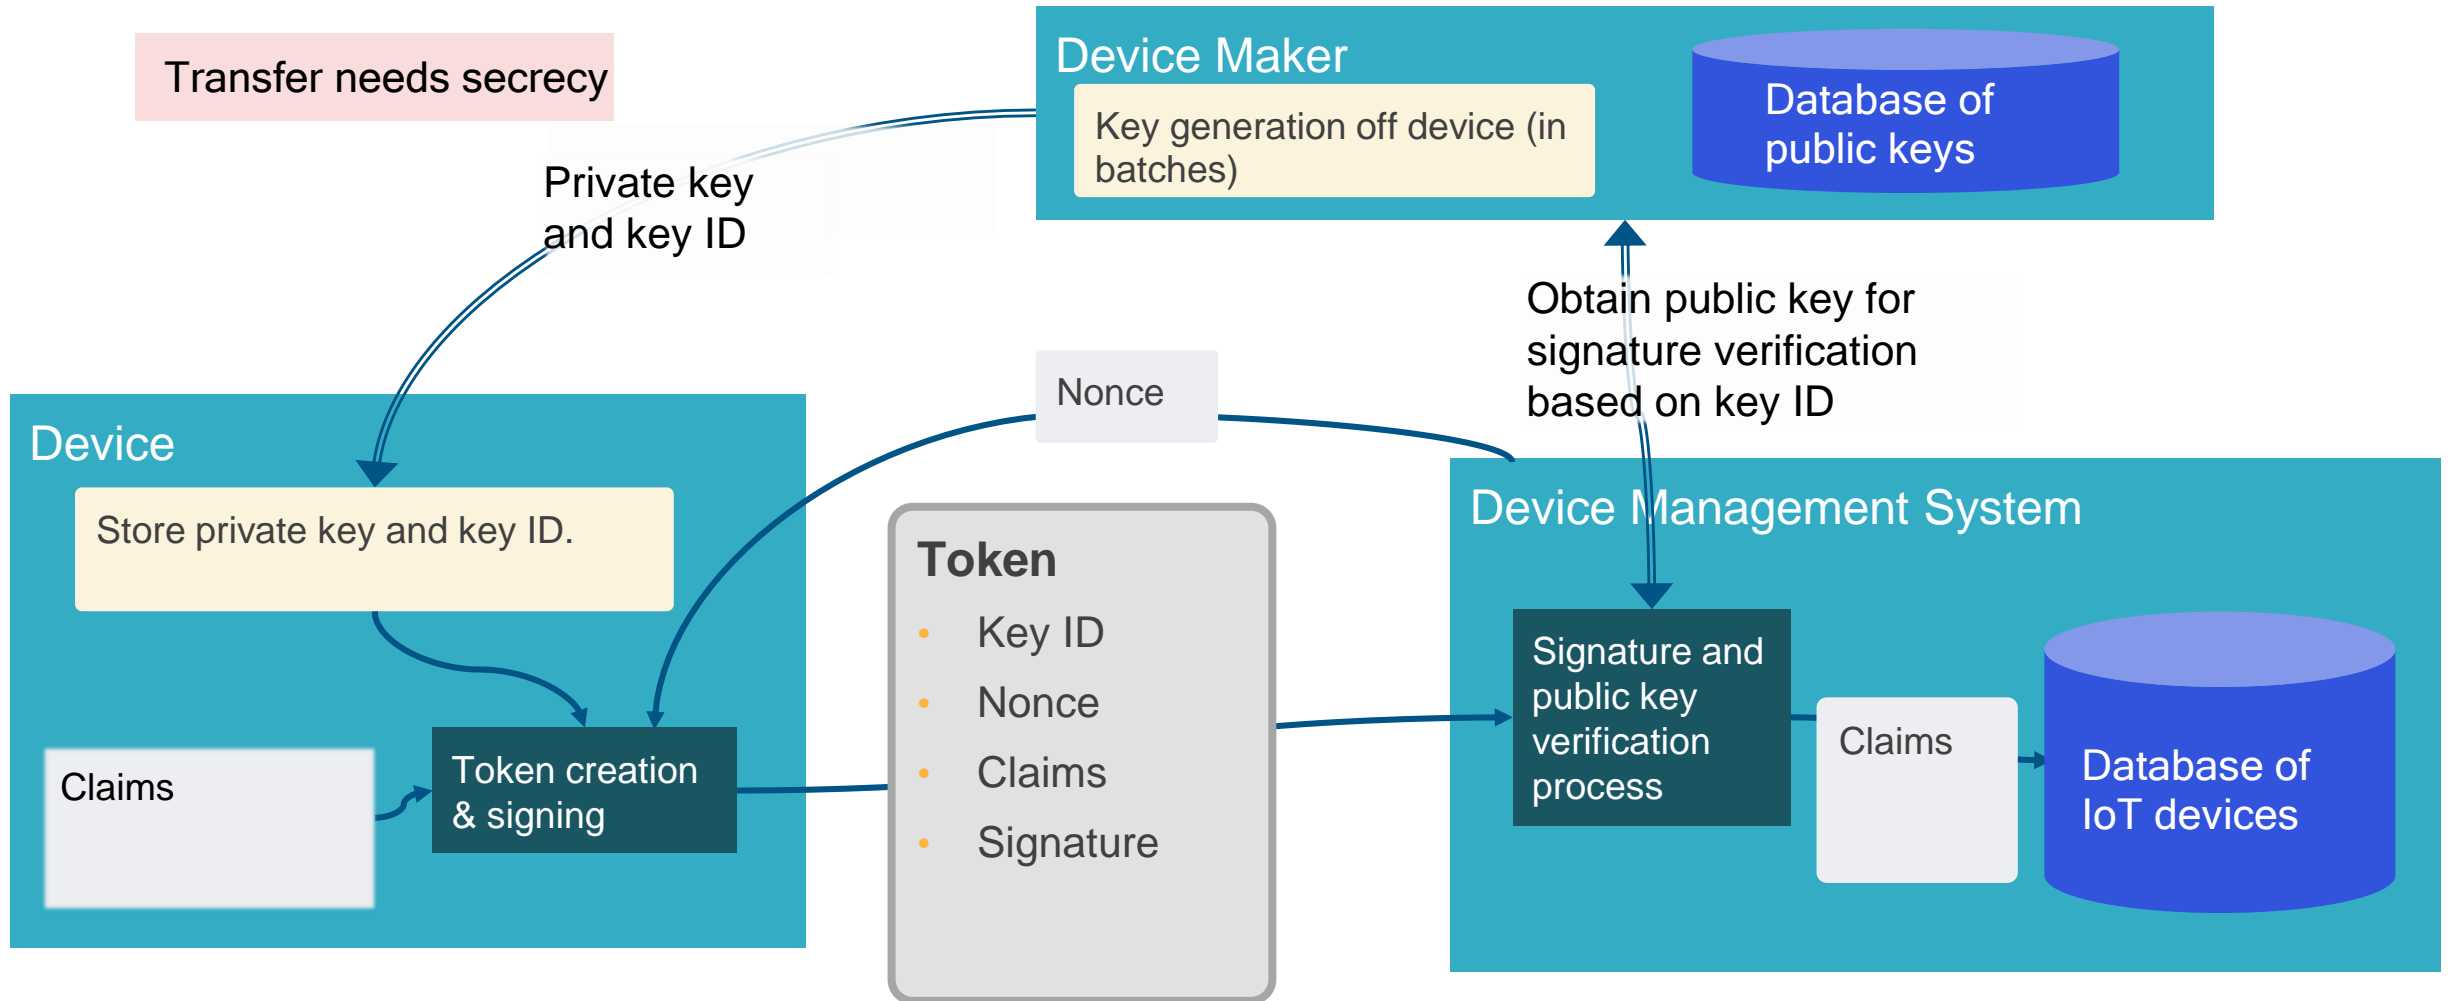 Transfer needs secrecy
Device Maker
Key generation off device (in
batches)
Database of
public keys
Private key
and key ID
Obtain public key for
signature verification
based on key ID
Nonce
Device
Store private key and key ID.
Claims
Token creation
& signing
Token
• Key ID
• Nonce
• Claims
• Signature
Device Management System
Signature and
public key
verification
process
Claims
Database of
IoT devices